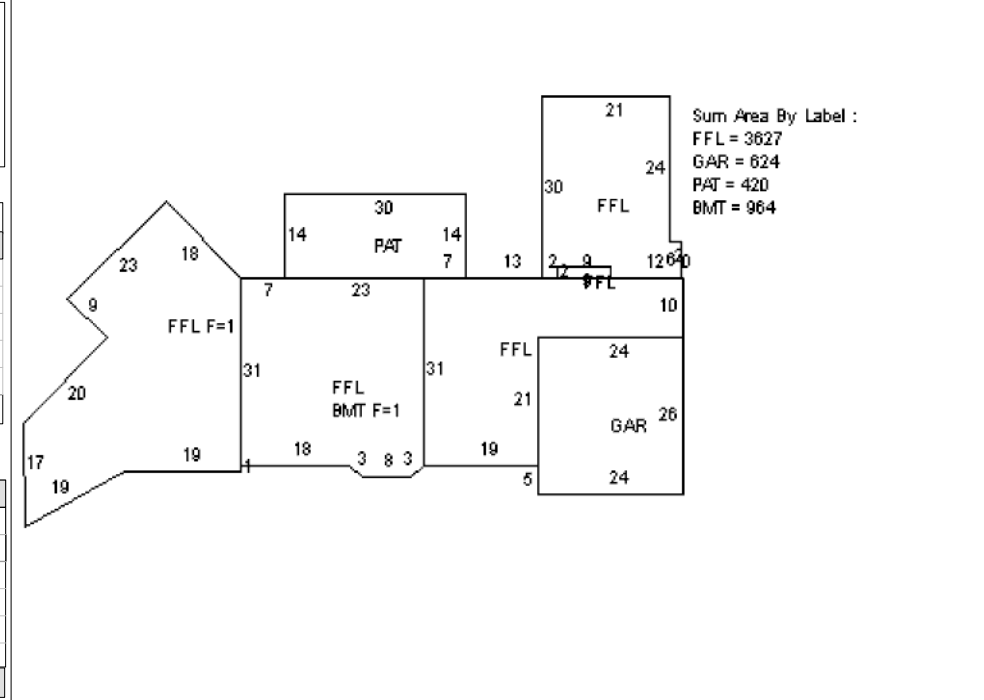 21
Sum Area By Label :
FFL = 3627
GAR = 624
PAT = 420
BMT = 964
24
30
FFL
30
14
14
PAT
18
23
7
13
2
9
12
7
23
FFL
9
10
FFL F=1
FFL
24
31
31
20
FFL
BMT F=1
21
26
GAR
19
18
3
8
3
19
17
1
5
24
19